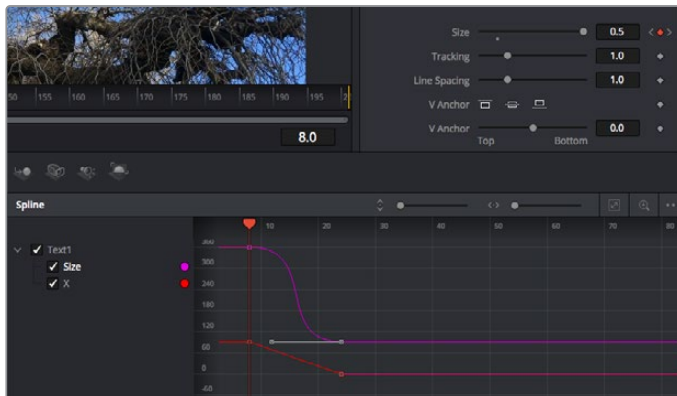 Size 0.5
Tracking 1.0
Line Spacing 1.0
V Anchor
V Anchor 0.0
Top Bottom
50 155 160 165 170 175 180 185 190 195
8.0
Spline
10 20 30 40 50 60 70 80
Text1
Size
X
300
240
180
120
60
0
-60